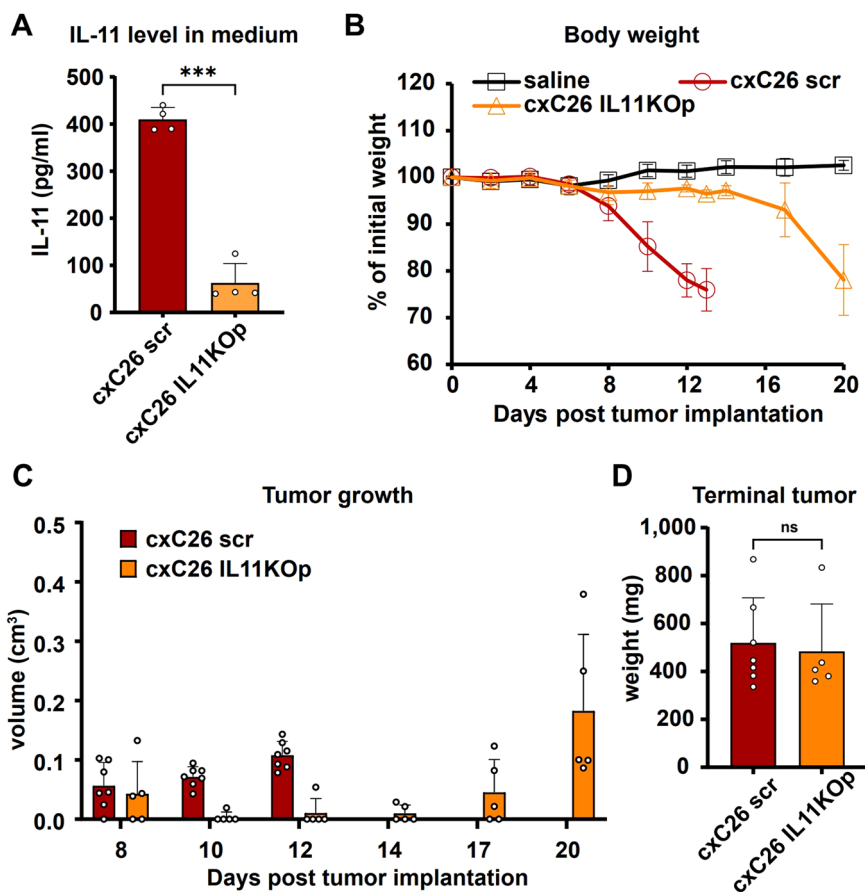 A
IL-11 level in medium
IL-11 (pg/ml)
500
400
300
200
100
0
***
cxC26 scr
cxC26 IL11KOp
B
Body weight
saline
cxC26 scr
cxC26 IL11KOp
% of initial weight
120
110
100
90
80
70
60
0
4
8
12
16
20
Days post tumor implantation
C
Tumor growth
cxC26 scr
cxC26 IL11KOp
volume (cm³)
0.5
0.4
0.3
0.2
0.1
0.0
8
10
12
14
17
20
Days post tumor implantation
D
Terminal tumor
weight (mg)
1,000
800
600
400
200
0
ns
cxC26 scr
cxC26 IL11KOp